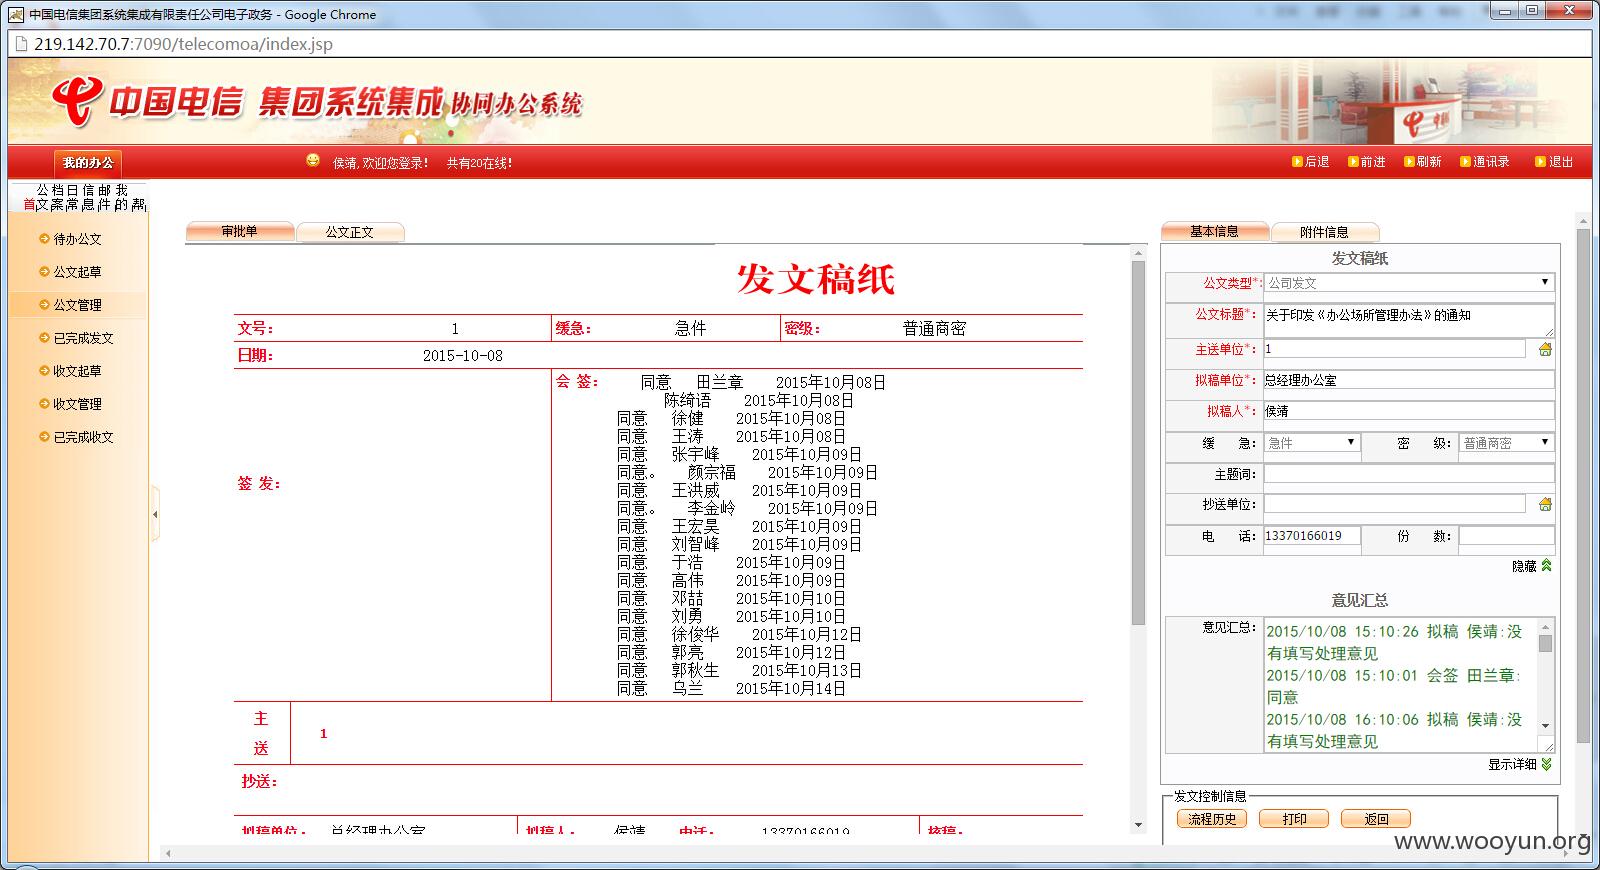 中国电信集团系统集成有限责任公司电子政务 - Google Chrome
219.142.70.7:7090/telecomoa/index.jsp
中国电信 集团系统集成 协同办公系统
我的办公
侯靖,欢迎您登录! 共有20在线!
后退 前进 刷新 通讯录 退出
公档日信邮我
首文案常息件的帮
待办公文
公文起草
公文管理
已完成发文
收文起草
收文管理
已完成收文
审批单 公文正文
发文稿纸
文号: 1 缓急: 急件 密级: 普通商密
日期: 2015-10-08
签 发:
会 签: 同意 田兰章 2015年10月08日
陈绮语 2015年10月08日
同意 徐健 2015年10月08日
同意 王涛 2015年10月08日
同意 张宇峰 2015年10月09日
同意。 颜宗福 2015年10月09日
同意 王洪威 2015年10月09日
同意。 李金岭 2015年10月09日
同意 王宏昊 2015年10月09日
同意 刘智峰 2015年10月09日
同意 于浩 2015年10月09日
同意 高伟 2015年10月09日
同意 邓喆 2015年10月10日
同意 刘勇 2015年10月10日
同意 徐俊华 2015年10月12日
同意 郭亮 2015年10月12日
同意 郭秋生 2015年10月13日
同意 乌兰 2015年10月14日
主送 1
抄送:
拟稿单位: 总经理办公室 拟稿人: 侯靖 电话: 13370166019 核稿:
基本信息 附件信息
发文稿纸
公文类型*: 公司发文
公文标题*: 关于印发《办公场所管理办法》的通知
主送单位*: 1
拟稿单位*: 总经理办公室
拟稿人*: 侯靖
缓 急: 急件 密 级: 普通商密
主题词:
抄送单位:
电 话: 13370166019 份 数:
隐藏
意见汇总
意见汇总: 2015/10/08 15:10:26 拟稿 侯靖:没
有填写处理意见
2015/10/08 15:10:01 会签 田兰章:
同意
2015/10/08 16:10:06 拟稿 侯靖:没
有填写处理意见
显示详细
发文控制信息
流程历史 打印 返回
www.wooyun.org